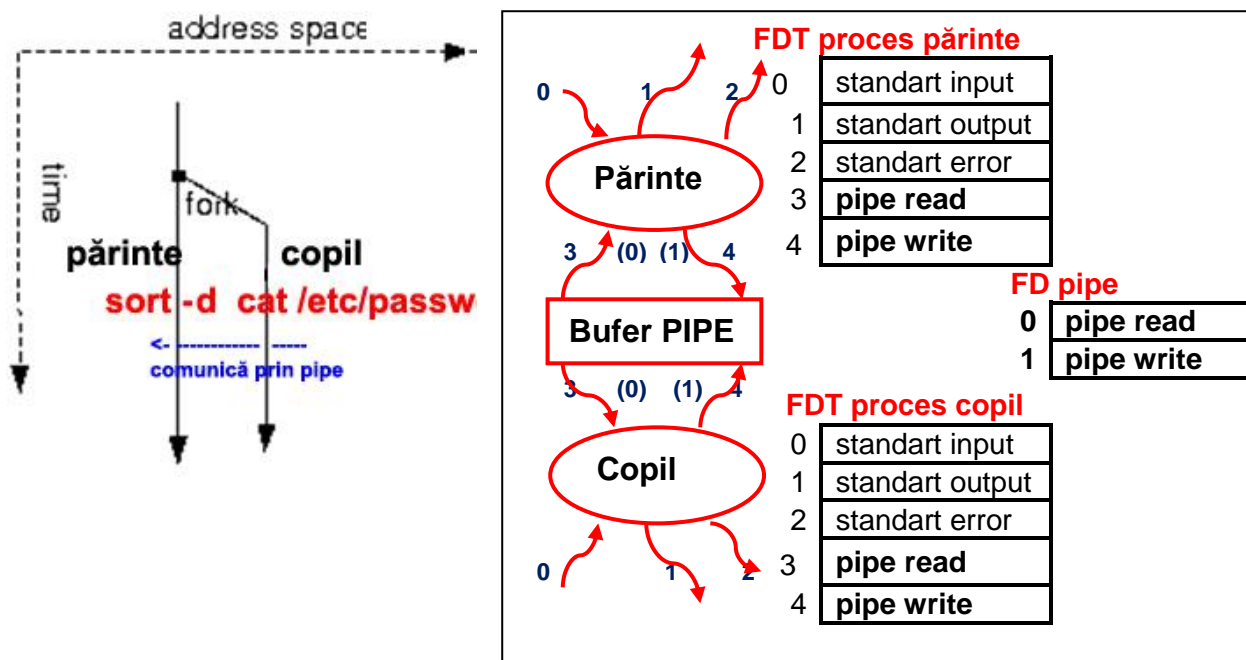 address space
time
fork
părinte copil
sort -d cat /etc/passw
<- ------------ -----
comunică prin pipe
FDT proces părinte
0 1 2
0 standart input
1 standart output
2 standart error
3 pipe read
4 pipe write
Părinte
3 (0) (1) 4
Bufer PIPE
3 (0) (1) 4
FD pipe
0 pipe read
1 pipe write
FDT proces copil
0 standart input
1 standart output
2 standart error
3 pipe read
4 pipe write
Copil
0 1 2